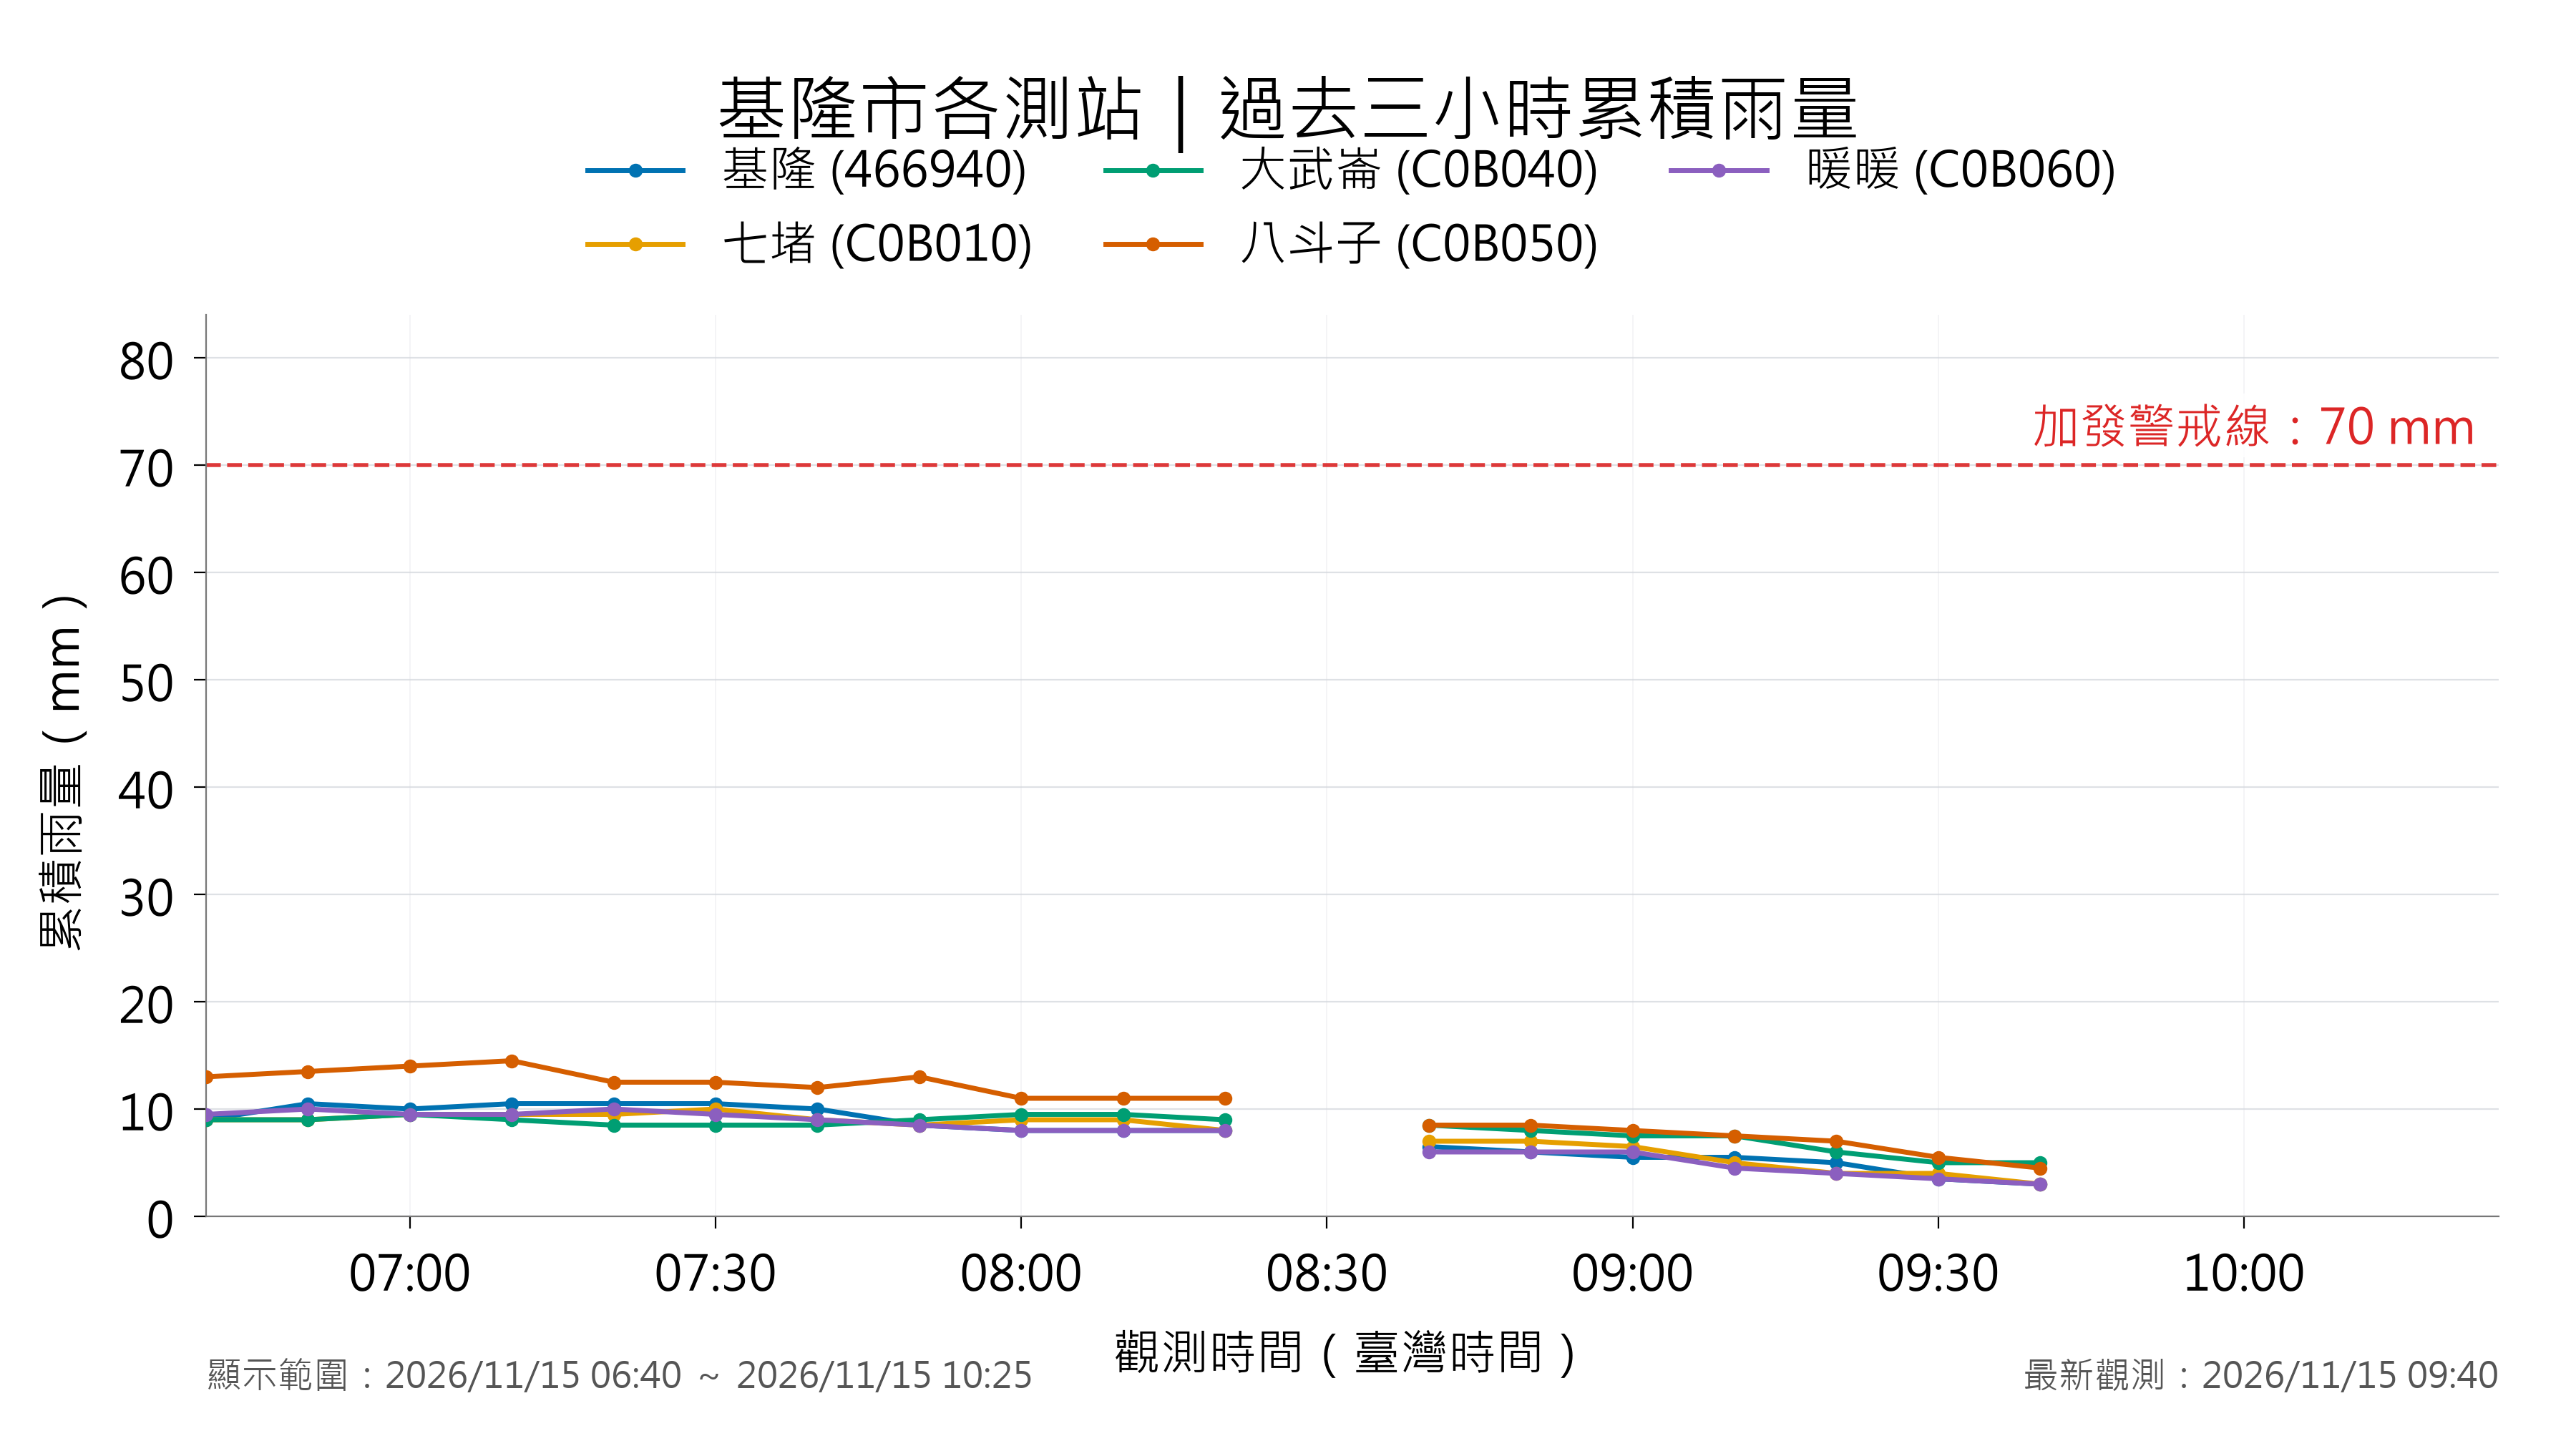 基隆市各測站｜過去三小時累積雨量
基隆 (466940)
大武崙 (C0B040)
暖暖 (C0B060)
七堵 (C0B010)
八斗子 (C0B050)
80
加發警戒線：70 mm
70
60
50
40
30
20
10
0
累積雨量（mm）
07:00
07:30
08:00
08:30
09:00
09:30
10:00
觀測時間（臺灣時間）
顯示範圍：2026/11/15 06:40 ~ 2026/11/15 10:25
最新觀測：2026/11/15 09:40